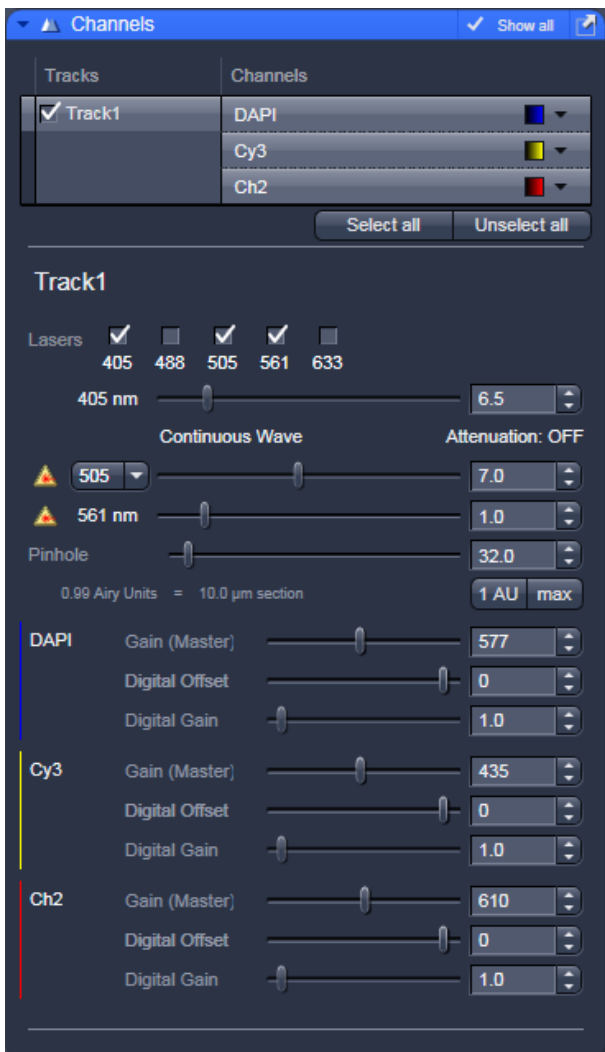 Channels Show all
Tracks Channels
Track1 DAPI
Cy3
Ch2
Select all Unselect all
Track1
Lasers
405 488 505 561 633
405 nm 6.5
Continuous Wave Attenuation: OFF
505 7.0
561 nm 1.0
Pinhole 32.0
0.99 Airy Units = 10.0 µm section 1 AU max
DAPI Gain (Master) 577
Digital Offset 0
Digital Gain 1.0
Cy3 Gain (Master) 435
Digital Offset 0
Digital Gain 1.0
Ch2 Gain (Master) 610
Digital Offset 0
Digital Gain 1.0